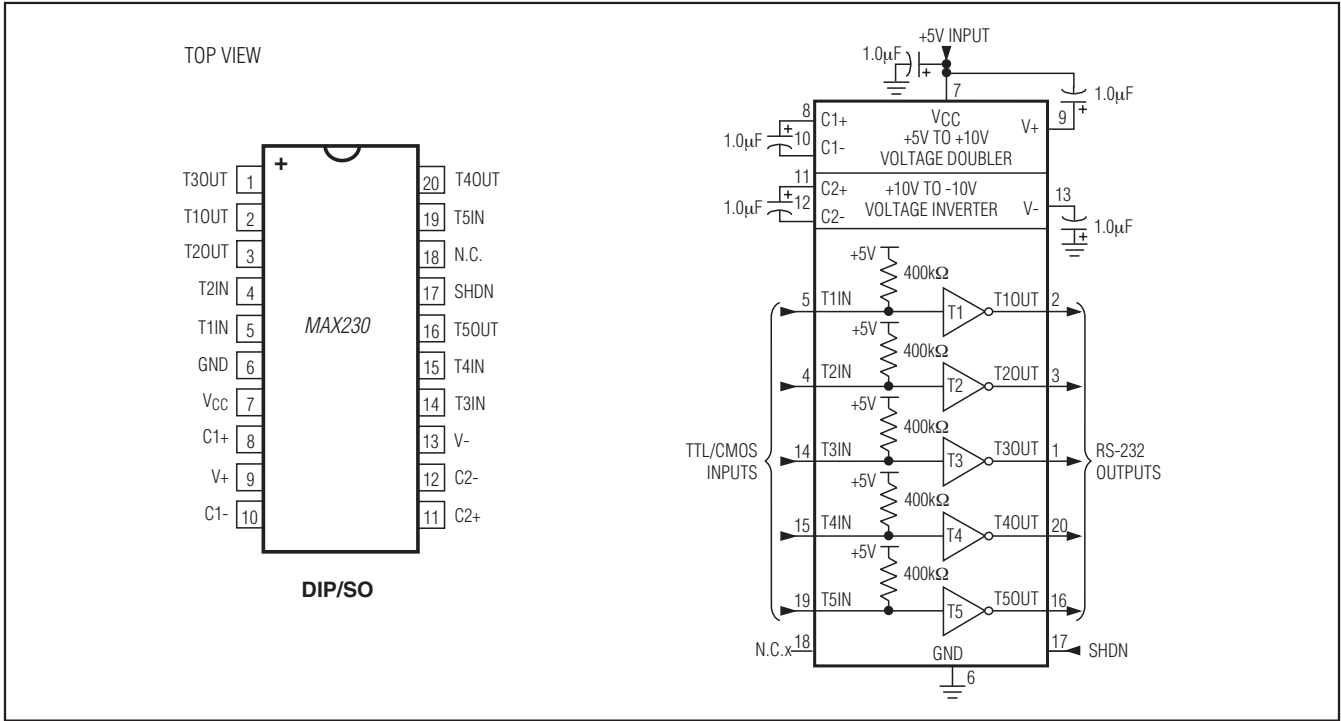 TOP VIEW
+
T3OUT 1
T1OUT 2
T2OUT 3
T2IN 4
T1IN 5
GND 6
VCC 7
C1+ 8
V+ 9
C1- 10
MAX230
20 T4OUT
19 T5IN
18 N.C.
17 SHDN
16 T5OUT
15 T4IN
14 T3IN
13 V-
12 C2-
11 C2+
DIP/SO
+5V INPUT
1.0µF
+
7
1.0µF
+
8 C1+
VCC
V+ 9
1.0µF + 10 C1-
+5V TO +10V
VOLTAGE DOUBLER
11 C2+
1.0µF + 12 C2-
+10V TO -10V
VOLTAGE INVERTER
V- 13
1.0µF
+
+5V
400kΩ
5 T1IN T1 T1OUT 2
+5V
400kΩ
4 T2IN T2 T2OUT 3
+5V
400kΩ
TTL/CMOS
INPUTS
14 T3IN T3 T3OUT 1
RS-232
OUTPUTS
+5V
400kΩ
15 T4IN T4 T4OUT 20
+5V
400kΩ
19 T5IN T5 T5OUT 16
N.C.x 18
GND
17 SHDN
6